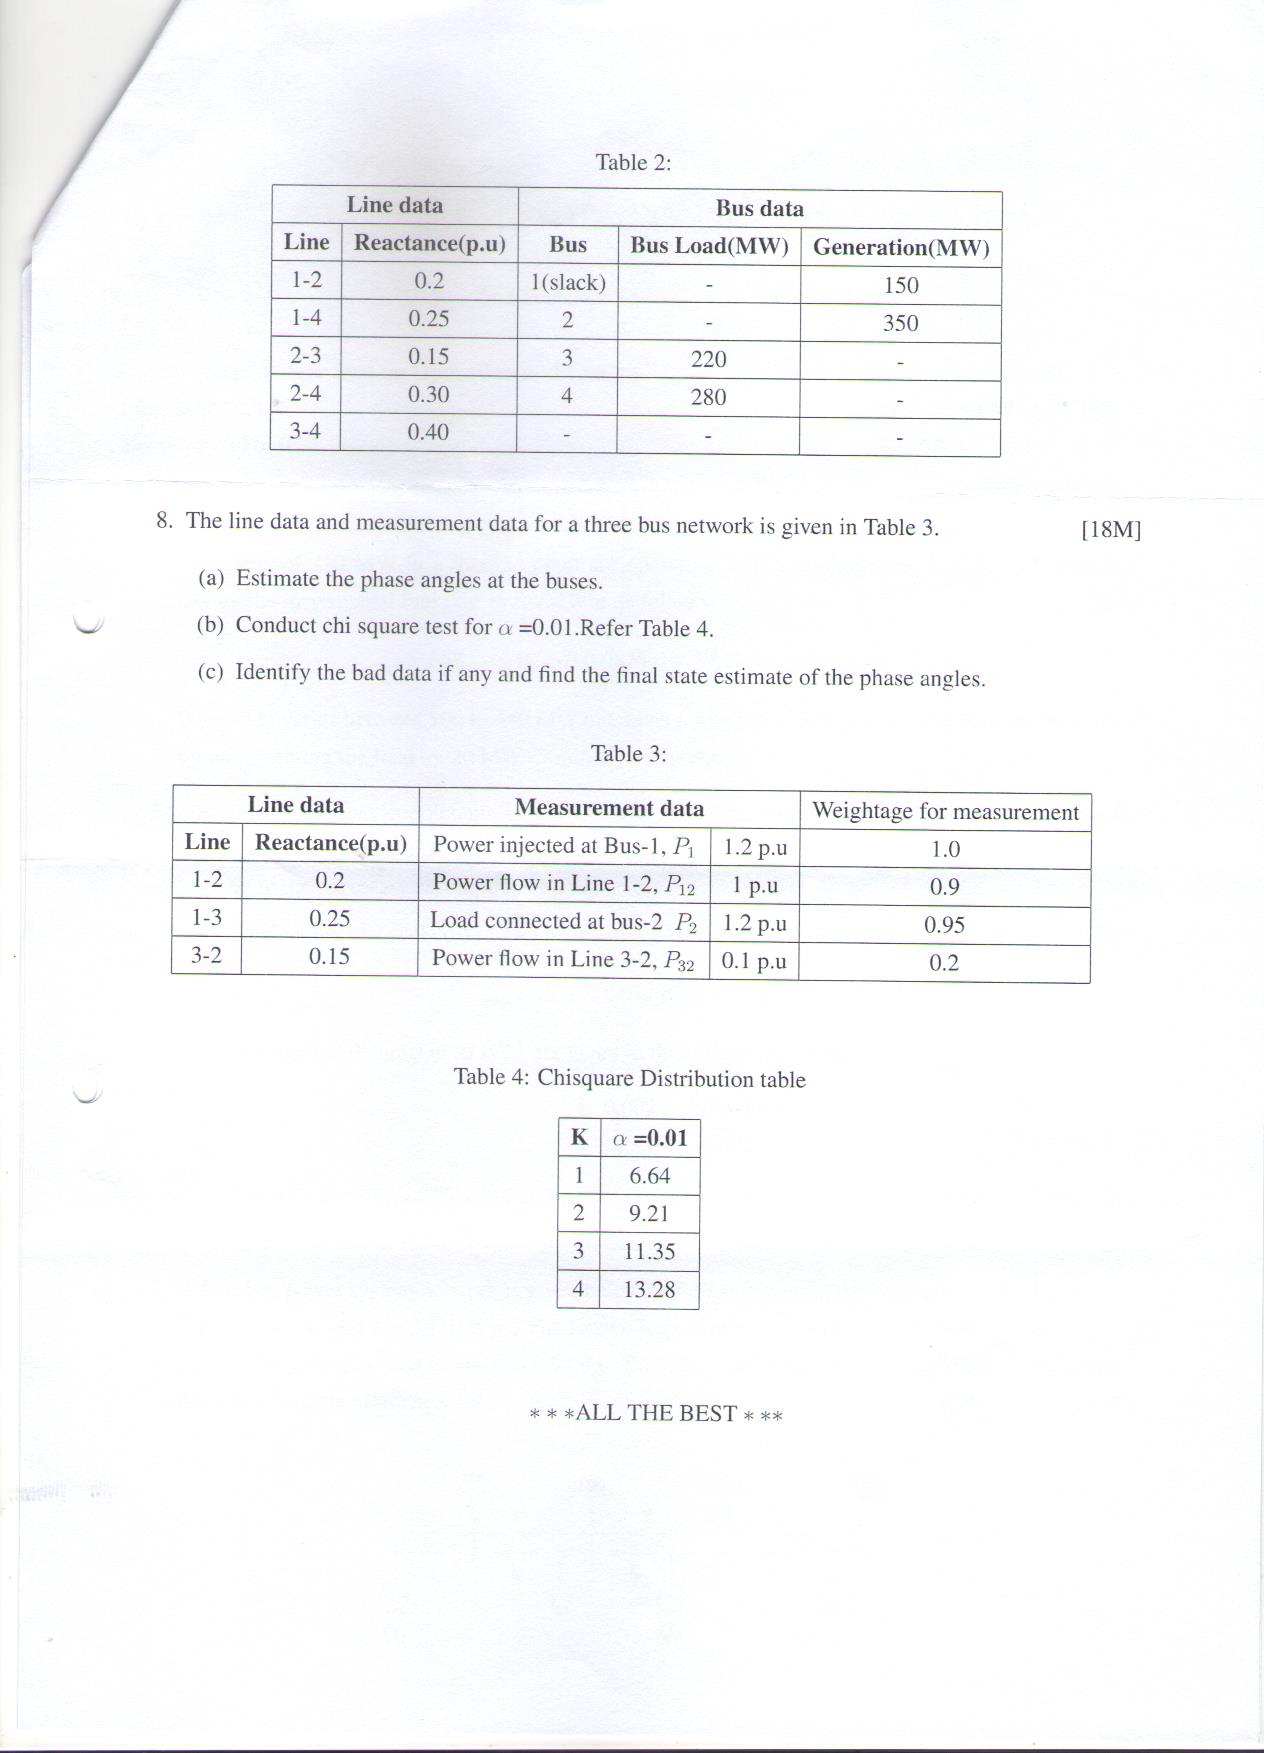 Table 2:
Line data Bus data
Line Reactance(p.u) Bus Bus Load(MW) Generation(MW)
1-2 0.2 1(slack) - 150
1-4 0.25 2 - 350
2-3 0.15 3 220 -
2-4 0.30 4 280 -
3-4 0.40 - - -
8. The line data and measurement data for a three bus network is given in Table 3. [18M]
(a) Estimate the phase angles at the buses.
(b) Conduct chi square test for α =0.01.Refer Table 4.
(c) Identify the bad data if any and find the final state estimate of the phase angles.
Table 3:
Line data Measurement data Weightage for measurement
Line Reactance(p.u) Power injected at Bus-1, P1 1.2 p.u 1.0
1-2 0.2 Power flow in Line 1-2, P12 1 p.u 0.9
1-3 0.25 Load connected at bus-2 P2 1.2 p.u 0.95
3-2 0.15 Power flow in Line 3-2, P32 0.1 p.u 0.2
Table 4: Chisquare Distribution table
K α =0.01
1 6.64
2 9.21
3 11.35
4 13.28
* * *ALL THE BEST * **